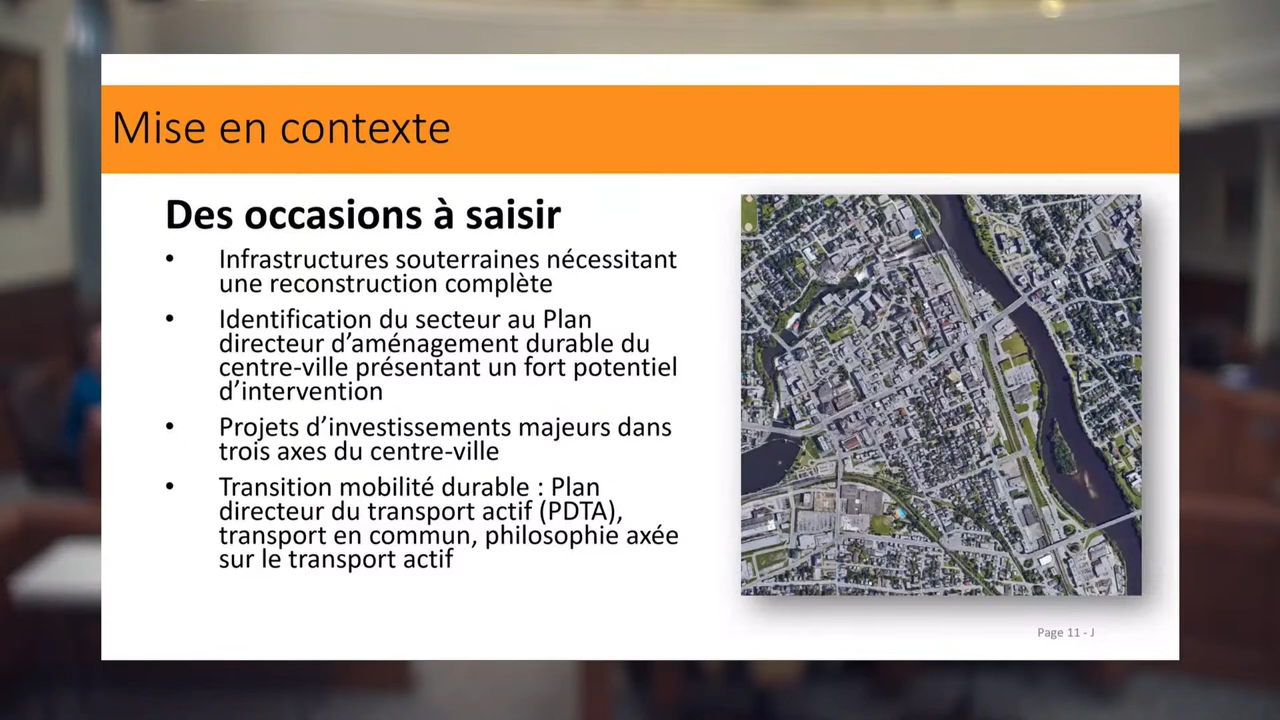 Mise en contexte
Des occasions à saisir
• Infrastructures souterraines nécessitant
une reconstruction complète
• Identification du secteur au Plan
directeur d’aménagement durable du
centre-ville présentant un fort potentiel
d’intervention
• Projets d’investissements majeurs dans
trois axes du centre-ville
• Transition mobilité durable : Plan
directeur du transport actif (PDTA),
transport en commun, philosophie axée
sur le transport actif
Page 11 - J